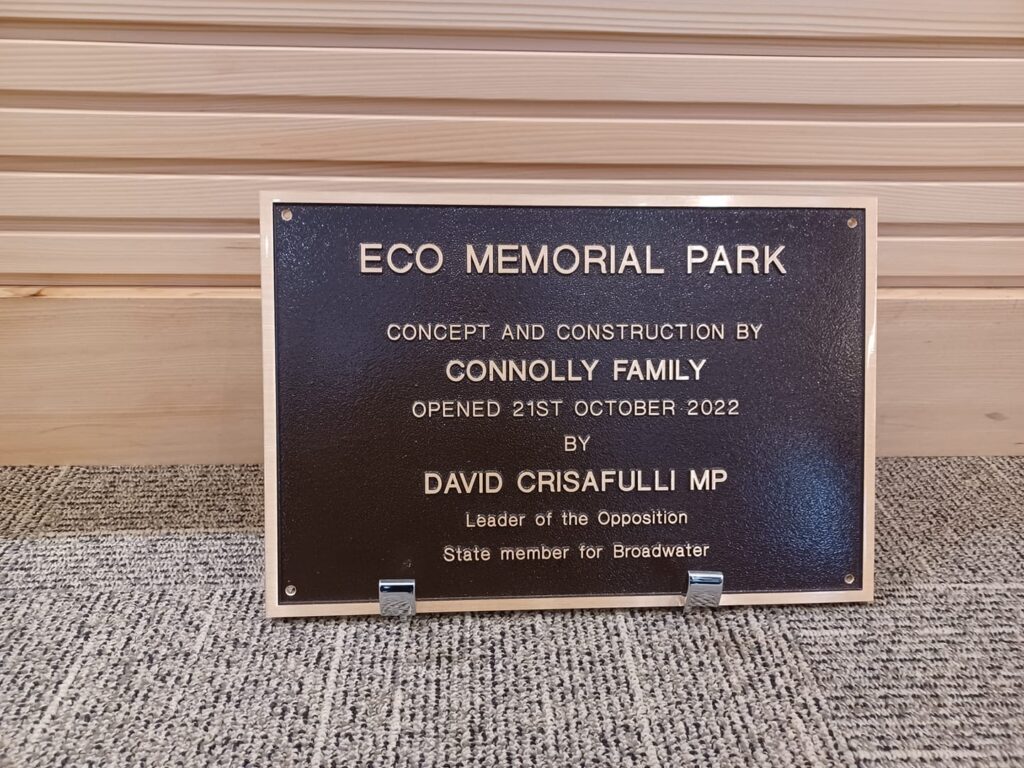 ECO MEMORIAL PARK
CONCEPT AND CONSTRUCTION BY
CONNOLLY FAMILY
OPENED 21ST OCTOBER 2022
BY
DAVID CRISAFULLI MP
Leader of the Opposition
State member for Broadwater